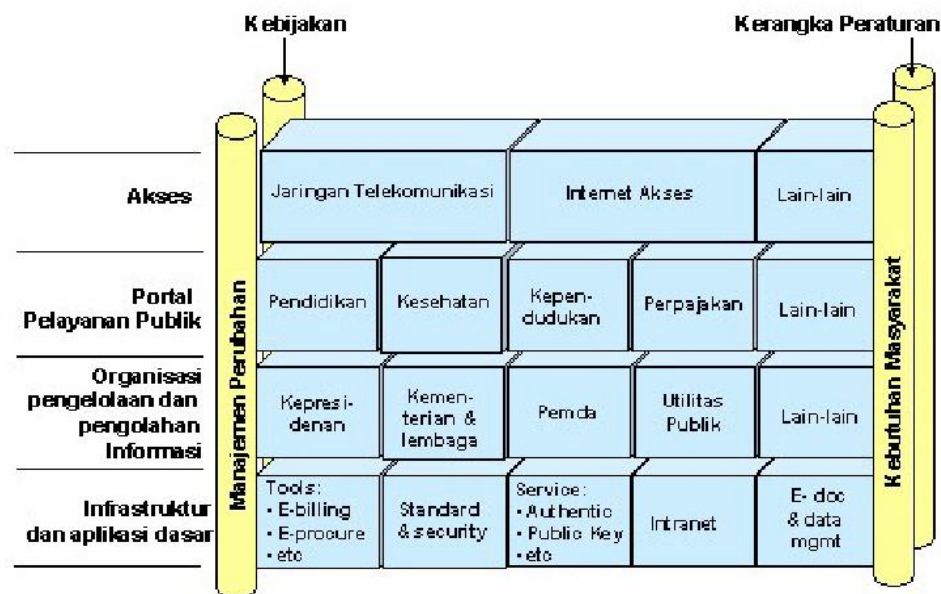 Kebijakan
Kerangka Peraturan
Akses
Jaringan Telekomunikasi
Internet Akses
Lain-lain
Portal
Pelayanan Publik
Pendidikan
Kesehatan
Kepen-
dudukan
Perpajakan
Lain-lain
Organisasi
pengelolaan dan
pengolahan
Informasi
Kepresi-
denan
Kemen-
terian &
lembaga
Pemda
Utilitas
Publik
Lain-lain
Infrastruktur
dan aplikasi dasar
Tools:
• E-billing
• E-procure
• etc
Standard
& security
Service:
• Authentic
• Public Key
• etc
Intranet
E- doc
& data
mgmt
Manajemen Perubahan
Kebutuhan Masyarakat